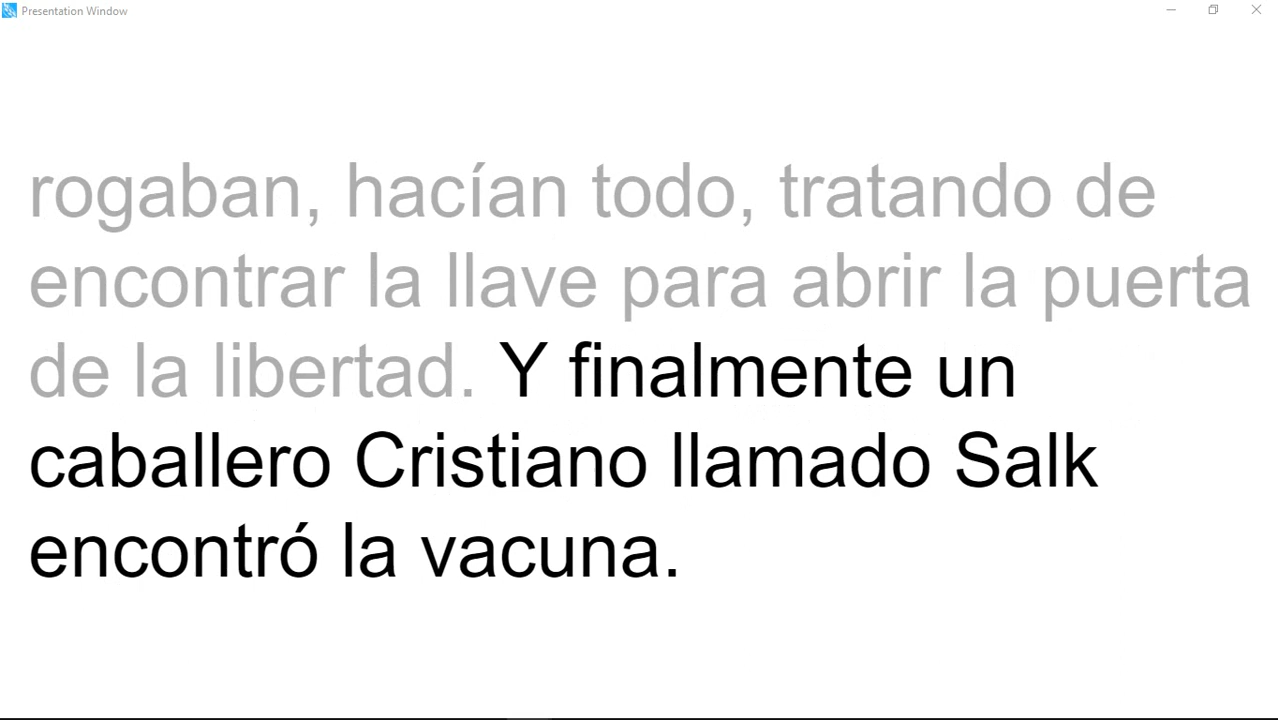 Presentation Window
rogaban, hacían todo, tratando de
encontrar la llave para abrir la puerta
de la libertad. Y finalmente un
caballero Cristiano llamado Salk
encontró la vacuna.